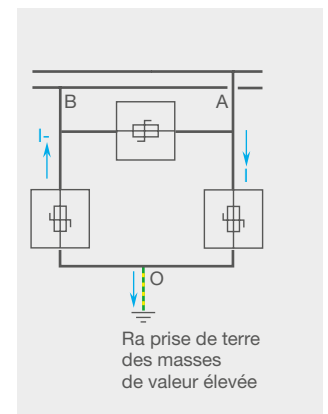 B
A
I-
I
O
Ra prise de terre
des masses
de valeur élevée